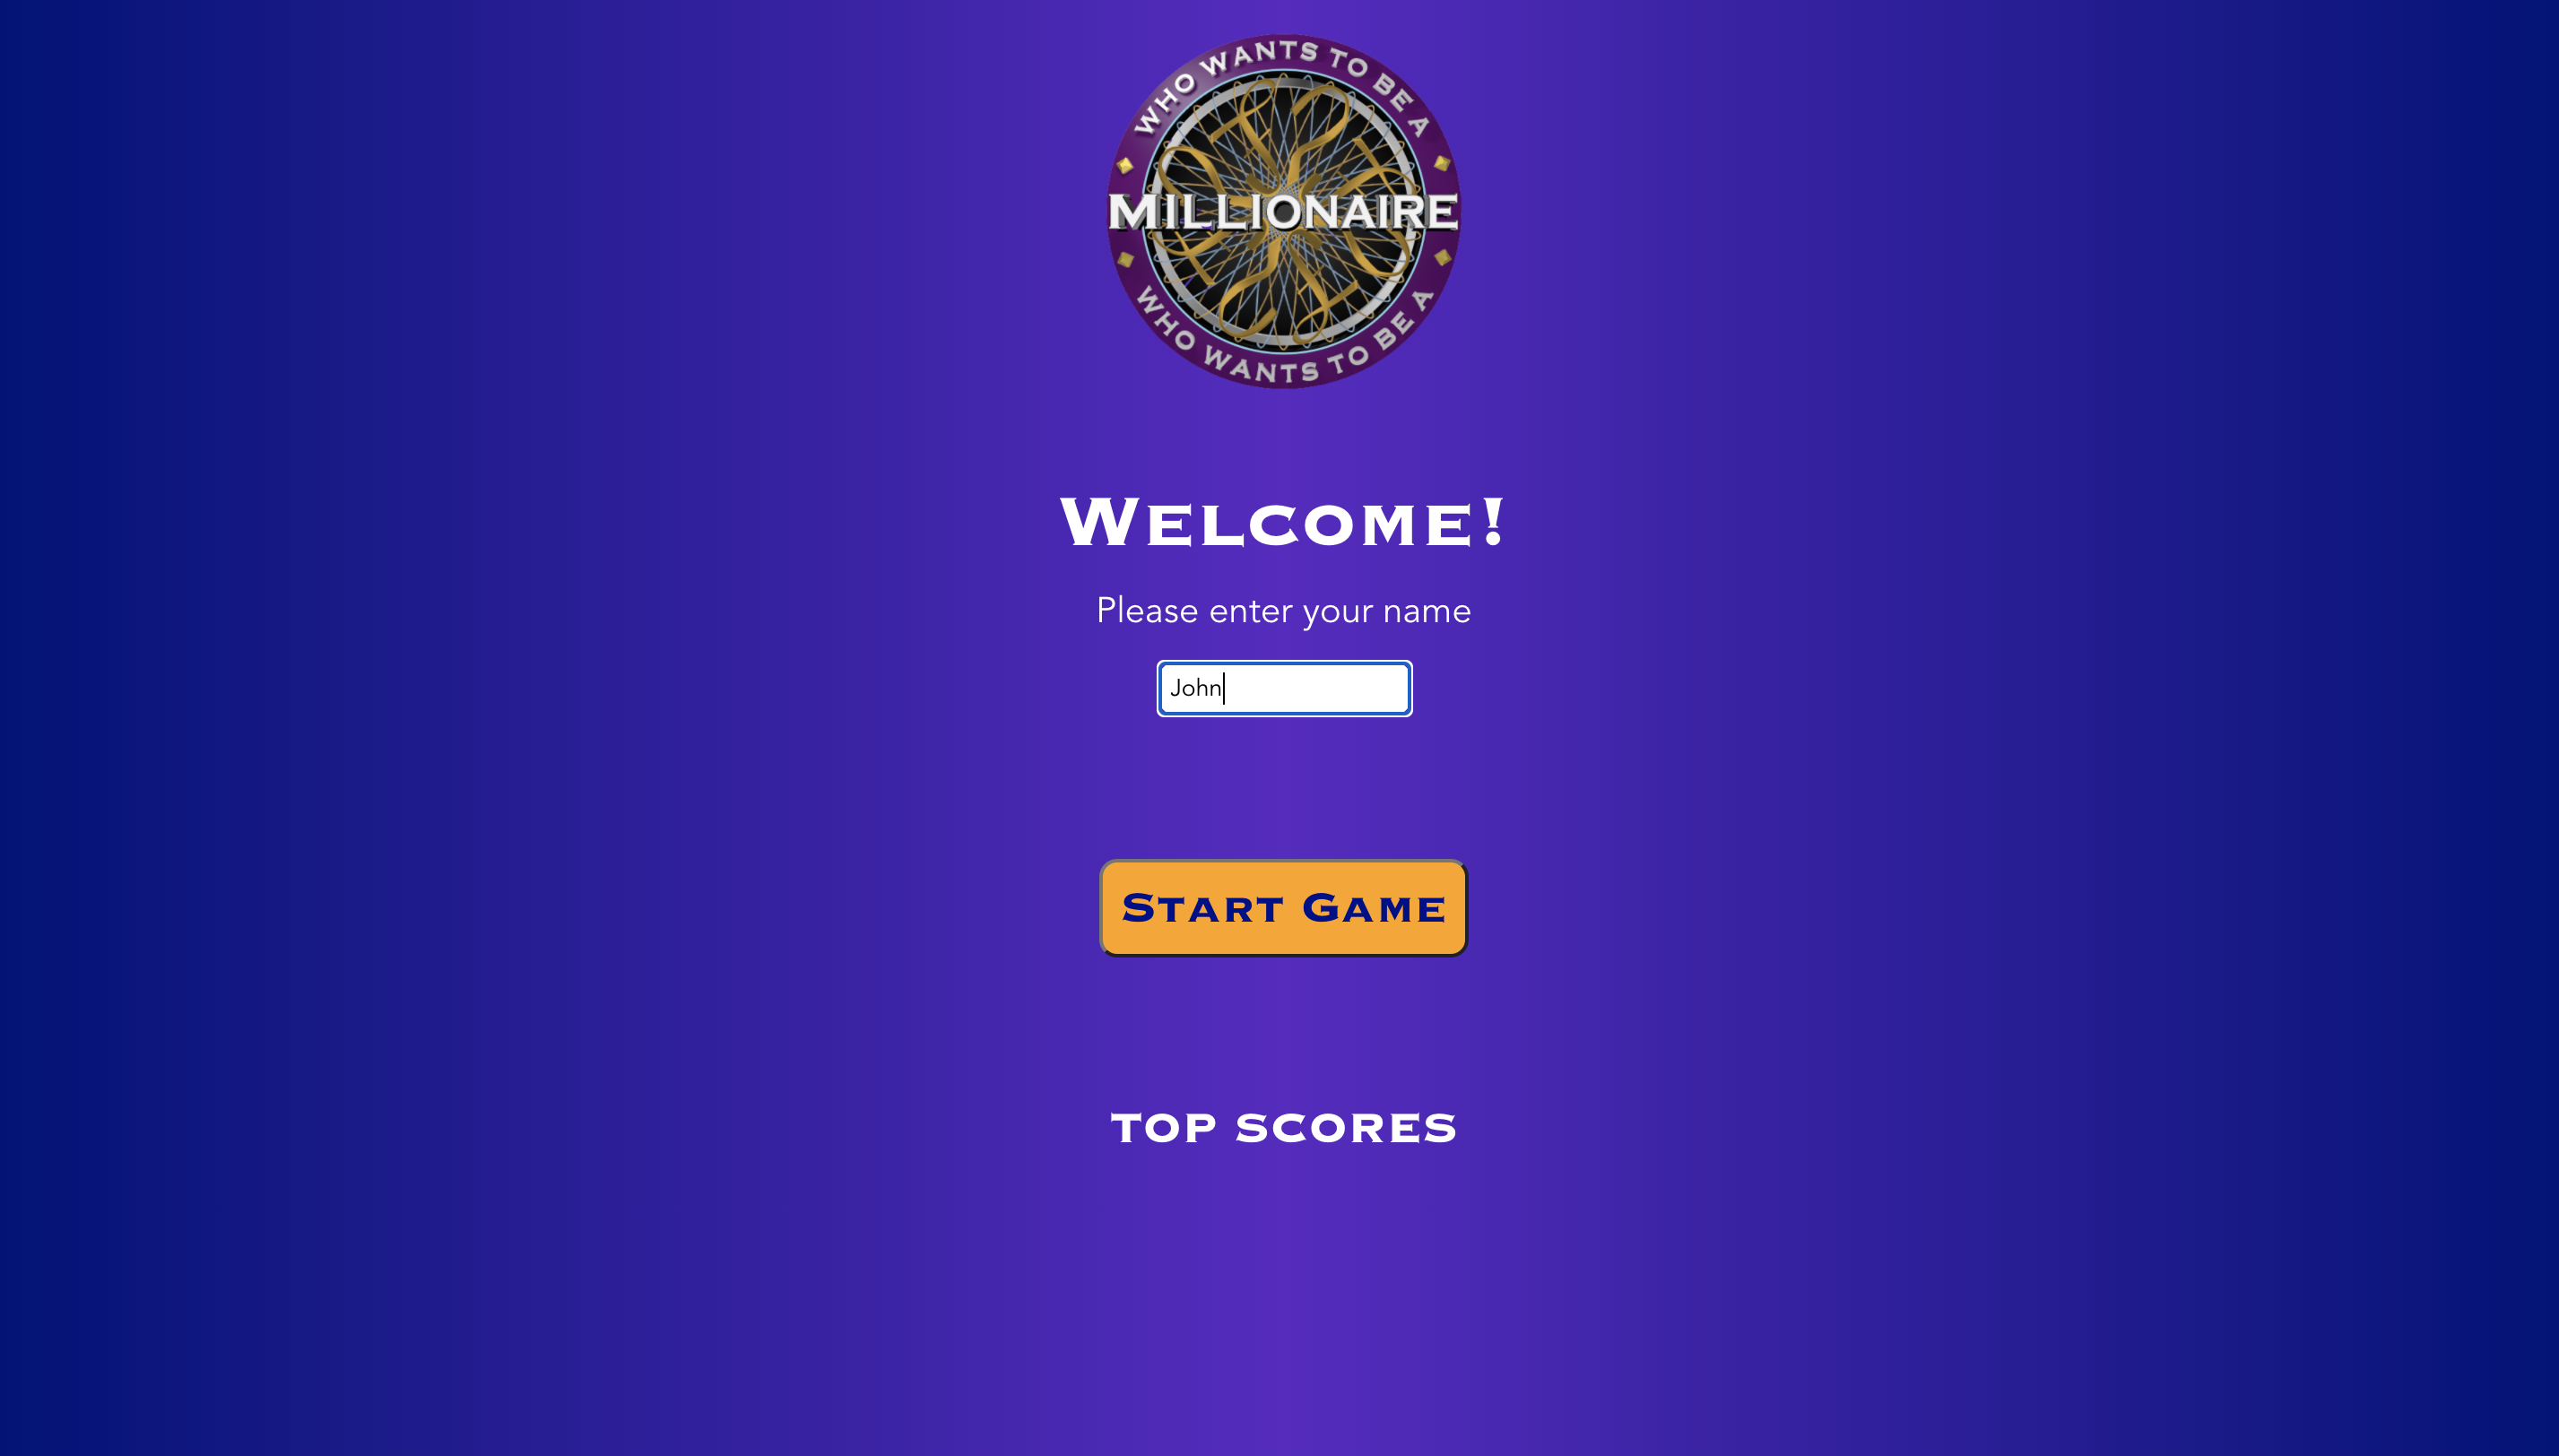 WHO WANTS TO BE A
MILLIONAIRE
WHO WANTS TO BE A
Welcome!
Please enter your name
John
Start Game
TOP SCORES